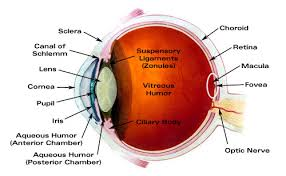 Sclera
Canal of
Schlemm
Lens
Cornea
Pupil
Iris
Aqueous Humor
(Anterior Chamber)
Aqueous Humor
(Posterior Chamber)
Suspensory
Ligaments
(Zonules)
Vitreous
Humor
Ciliary Body
Choroid
Retina
Macula
Fovea
Optic Nerve